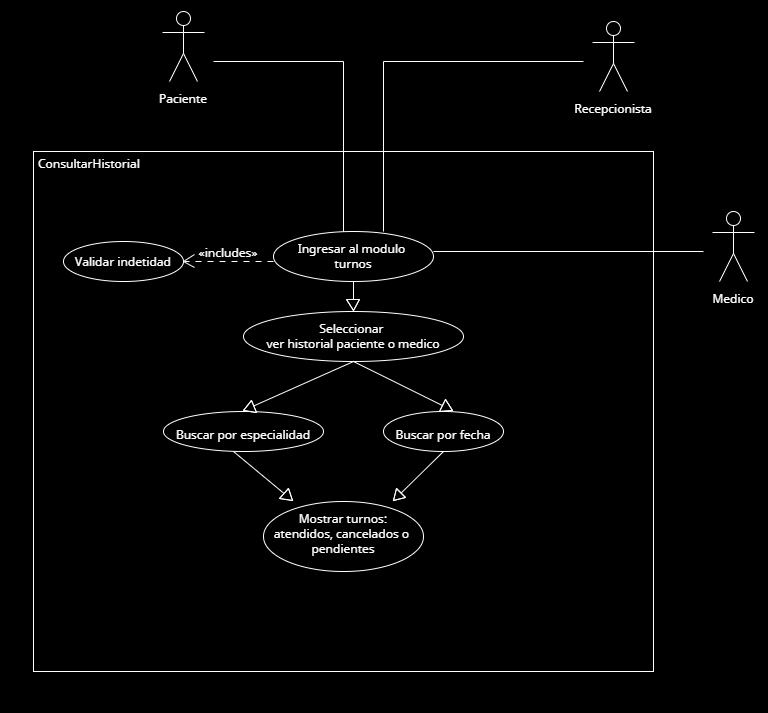 Paciente
Recepcionista
ConsultarHistorial
Medico
Validar indetidad
«includes»
Ingresar al modulo
turnos
Seleccionar
ver historial paciente o medico
Buscar por especialidad
Buscar por fecha
Mostrar turnos:
atendidos, cancelados o
pendientes